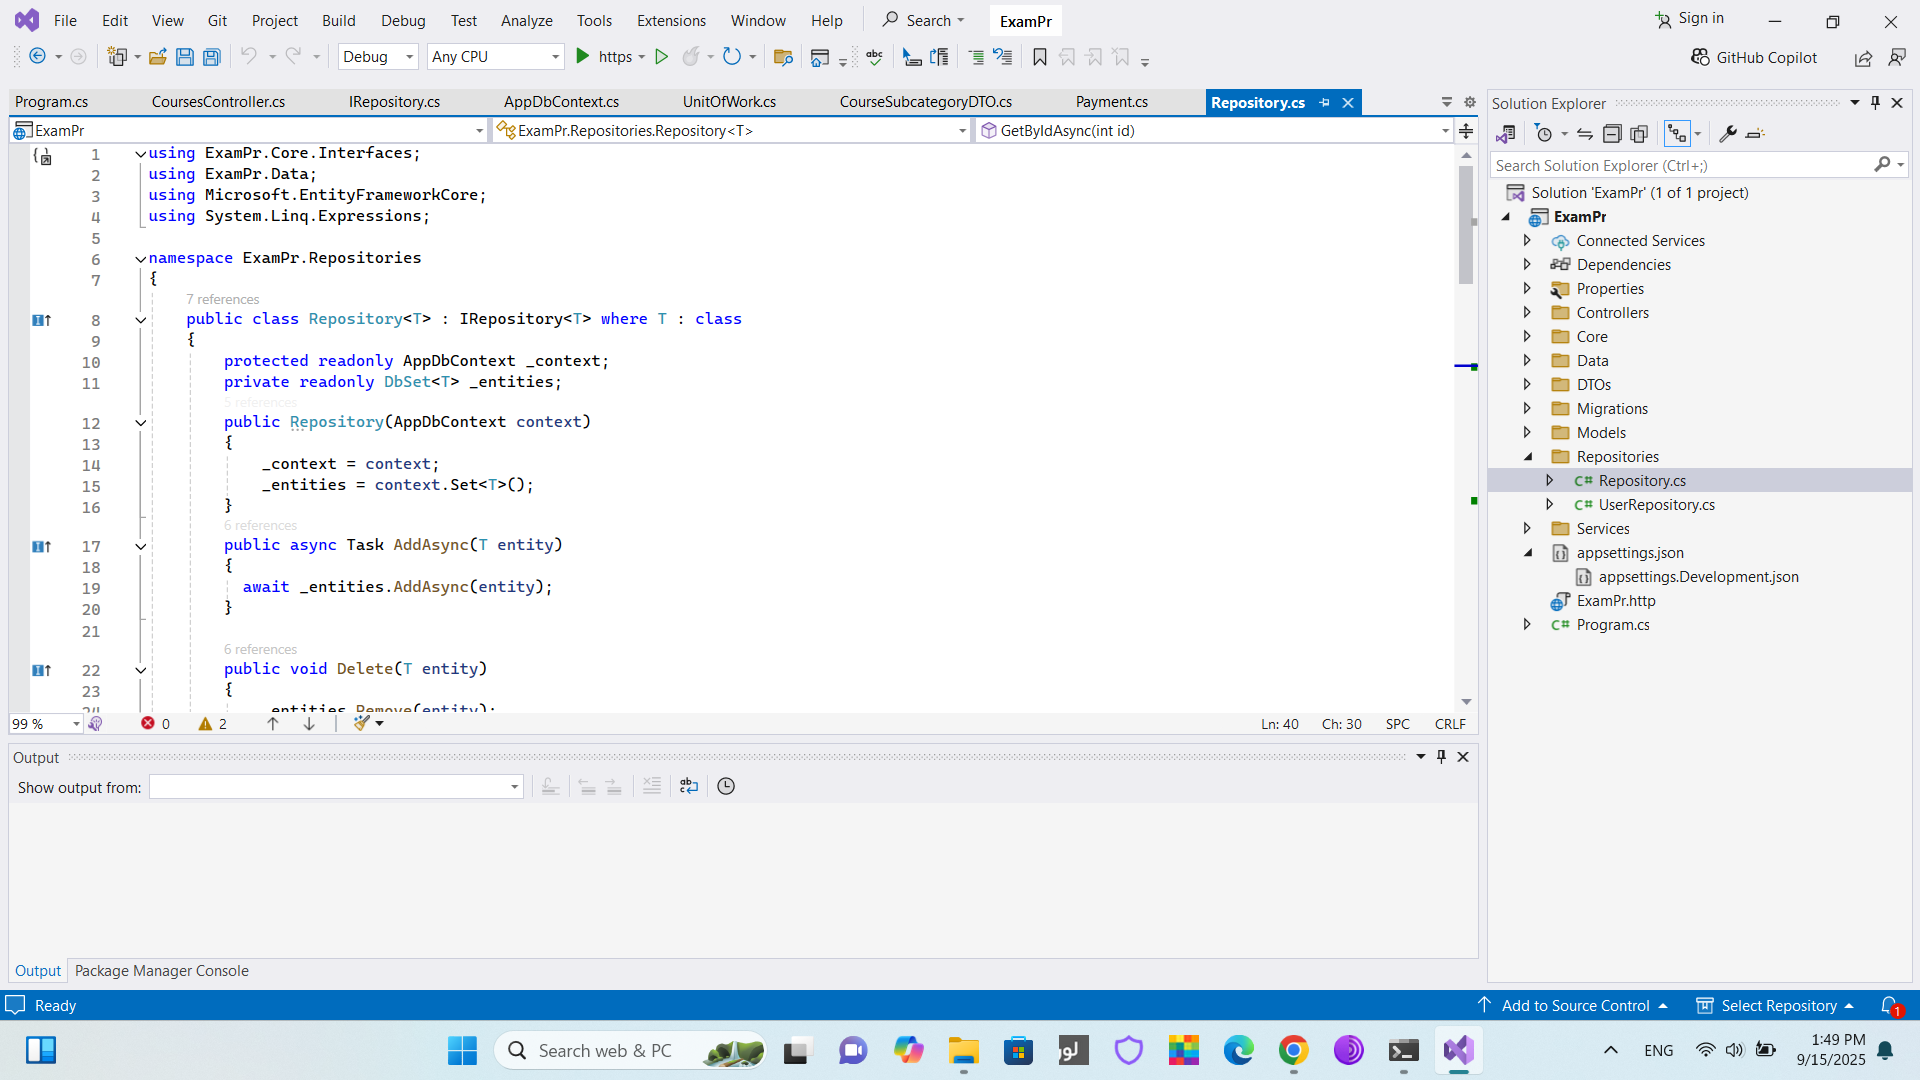 File Edit View Git Project Build Debug Test Analyze Tools Extensions Window Help Search ExamPr Sign in
Debug Any CPU https GitHub Copilot
Program.cs CoursesController.cs IRepository.cs AppDbContext.cs UnitOfWork.cs CourseSubcategoryDTO.cs Payment.cs Repository.cs
ExamPr ExamPr.Repositories.Repository<T> GetByIdAsync(int id)
1 using ExamPr.Core.Interfaces;
2 using ExamPr.Data;
3 using Microsoft.EntityFrameworkCore;
4 using System.Linq.Expressions;
5
6 namespace ExamPr.Repositories
7 {
7 references
8 public class Repository<T> : IRepository<T> where T : class
9 {
10 protected readonly AppDbContext _context;
11 private readonly DbSet<T> _entities;
5 references
12 public Repository(AppDbContext context)
13 {
14 _context = context;
15 _entities = context.Set<T>();
16 }
6 references
17 public async Task AddAsync(T entity)
18 {
19 await _entities.AddAsync(entity);
20 }
21
6 references
22 public void Delete(T entity)
23 {
24 _entities.Remove(entity);
99 % 0 2 Ln: 40 Ch: 30 SPC CRLF
Output
Show output from:
Output Package Manager Console
Solution Explorer
Search Solution Explorer (Ctrl+;)
Solution 'ExamPr' (1 of 1 project)
ExamPr
Connected Services
Dependencies
Properties
Controllers
Core
Data
DTOs
Migrations
Models
Repositories
C# Repository.cs
C# UserRepository.cs
Services
appsettings.json
appsettings.Development.json
ExamPr.http
C# Program.cs
Ready Add to Source Control Select Repository 1
Search web & PC لور ENG 1:49 PM
9/15/2025